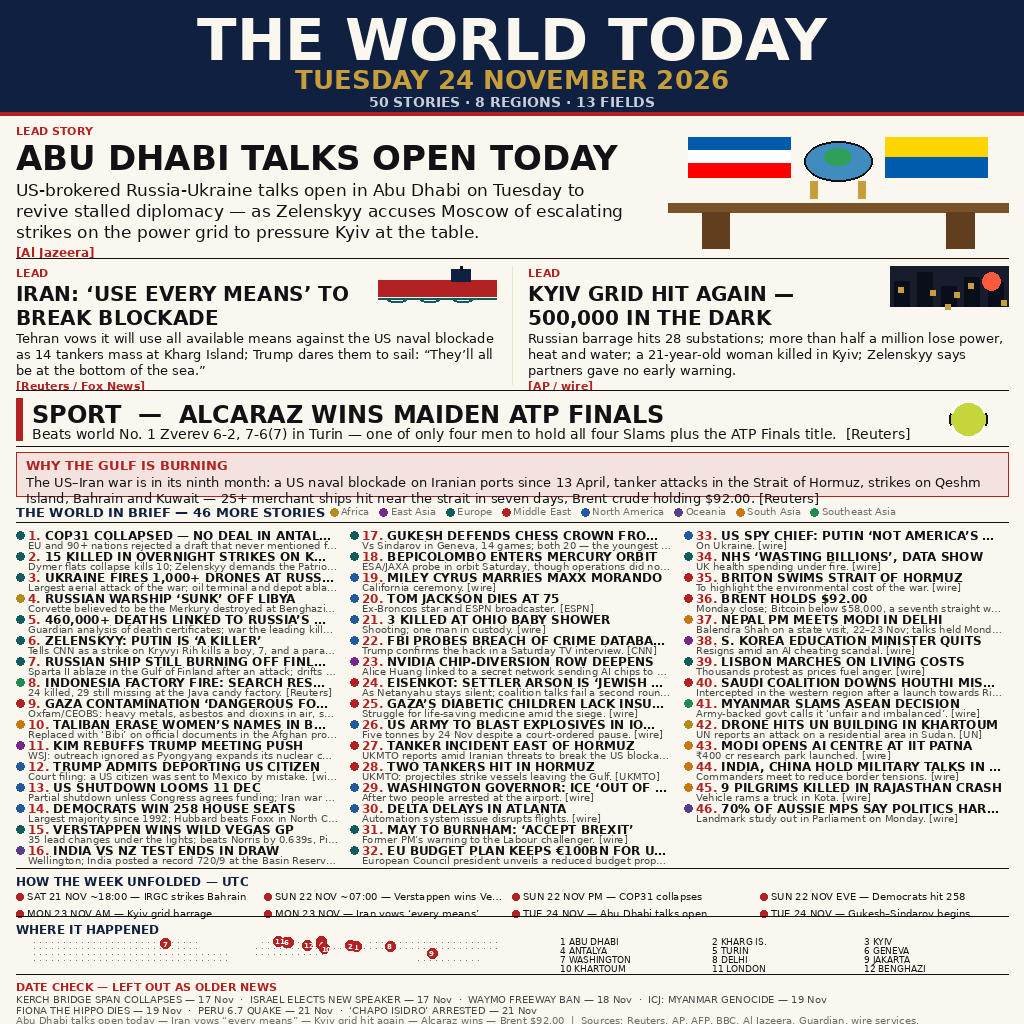 THE WORLD TODAY
TUESDAY 24 NOVEMBER 2026
50 STORIES · 8 REGIONS · 13 FIELDS
LEAD STORY
ABU DHABI TALKS OPEN TODAY
US-brokered Russia-Ukraine talks open in Abu Dhabi on Tuesday to
revive stalled diplomacy — as Zelenskyy accuses Moscow of escalating
strikes on the power grid to pressure Kyiv at the table.
[Al Jazeera]
LEAD
IRAN: ‘USE EVERY MEANS’ TO
BREAK BLOCKADE
Tehran vows it will use all available means against the US naval blockade
as 14 tankers mass at Kharg Island; Trump dares them to sail: “They’ll all
be at the bottom of the sea.”
[Reuters / Fox News]
LEAD
KYIV GRID HIT AGAIN —
500,000 IN THE DARK
Russian barrage hits 28 substations; more than half a million lose power,
heat and water; a 21-year-old woman killed in Kyiv; Zelenskyy says
partners gave no early warning.
[AP / wire]
SPORT — ALCARAZ WINS MAIDEN ATP FINALS
Beats world No. 1 Zverev 6-2, 7-6(7) in Turin — one of only four men to hold all four Slams plus the ATP Finals title. [Reuters]
WHY THE GULF IS BURNING
The US–Iran war is in its ninth month: a US naval blockade on Iranian ports since 13 April, tanker attacks in the Strait of Hormuz, strikes on Qeshm
Island, Bahrain and Kuwait — 25+ merchant ships hit near the strait in seven days, Brent crude holding $92.00. [Reuters]
THE WORLD IN BRIEF — 46 MORE STORIES
Africa East Asia Europe Middle East North America Oceania South Asia Southeast Asia
1. COP31 COLLAPSED — NO DEAL IN ANTAL…
EU and 90+ nations rejected a draft that never mentioned f…
2. 15 KILLED IN OVERNIGHT STRIKES ON K…
Dymer flats collapse kills 10; Zelenskyy demands the Patrio…
3. UKRAINE FIRES 1,000+ DRONES AT RUSS…
Largest aerial attack of the war; oil terminal and depot abla…
4. RUSSIAN WARSHIP ‘SUNK’ OFF LIBYA
Corvette believed to be the Merkury destroyed at Benghazi…
5. 460,000+ DEATHS LINKED TO RUSSIA’S …
Guardian analysis of death certificates; war the leading kill…
6. ZELENSKYY: PUTIN IS ‘A KILLER’
Tells CNN as a strike on Kryvyi Rih kills a boy, 7, and a para…
7. RUSSIAN SHIP STILL BURNING OFF FINL…
Sparta II ablaze in the Gulf of Finland after an attack; drifts …
8. INDONESIA FACTORY FIRE: SEARCH RES…
24 killed, 29 still missing at the Java candy factory. [Reuters]
9. GAZA CONTAMINATION ‘DANGEROUS FO…
Oxfam/CEOBS: heavy metals, asbestos and dioxins in air, s…
10. TALIBAN ERASE WOMEN’S NAMES IN B…
Replaced with ‘Bibi’ on official documents in the Afghan pro…
11. KIM REBUFFS TRUMP MEETING PUSH
WSJ: outreach ignored as Pyongyang expands its nuclear c…
12. TRUMP ADMITS DEPORTING US CITIZEN
Court filing: a US citizen was sent to Mexico by mistake. [wi…
13. US SHUTDOWN LOOMS 11 DEC
Partial shutdown unless Congress agrees funding; Iran war …
14. DEMOCRATS WIN 258 HOUSE SEATS
Largest majority since 1992; Hubbard beats Foxx in North C…
15. VERSTAPPEN WINS WILD VEGAS GP
35 lead changes under the lights; beats Norris by 0.639s, Pi…
16. INDIA VS NZ TEST ENDS IN DRAW
Wellington; India posted a record 720/9 at the Basin Reserv…
17. GUKESH DEFENDS CHESS CROWN FRO…
Vs Sindarov in Geneva, 14 games; both 20 — the youngest …
18. BEPICOLOMBO ENTERS MERCURY ORBIT
ESA/JAXA probe in orbit Saturday, though operations did no…
19. MILEY CYRUS MARRIES MAXX MORANDO
California ceremony. [wire]
20. TOM JACKSON DIES AT 75
Ex-Broncos star and ESPN broadcaster. [ESPN]
21. 3 KILLED AT OHIO BABY SHOWER
Shooting; one man in custody. [wire]
22. FBI PROBES BREACH OF CRIME DATABA…
Trump confirms the hack in a Saturday TV interview. [CNN]
23. NVIDIA CHIP-DIVERSION ROW DEEPENS
Alice Huang linked to a secret network sending AI chips to …
24. EISENKOT: SETTLER ARSON IS ‘JEWISH …
As Netanyahu stays silent; coalition talks fail a second roun…
25. GAZA’S DIABETIC CHILDREN LACK INSU…
Struggle for life-saving medicine amid the siege. [wire]
26. US ARMY TO BLAST EXPLOSIVES IN IO…
Five tonnes by 24 Nov despite a court-ordered pause. [wire]
27. TANKER INCIDENT EAST OF HORMUZ
UKMTO reports amid Iranian threats to break the US blocka…
28. TWO TANKERS HIT IN HORMUZ
UKMTO: projectiles strike vessels leaving the Gulf. [UKMTO]
29. WASHINGTON GOVERNOR: ICE ‘OUT OF …
After two people arrested at the airport. [wire]
30. DELTA DELAYS IN ATLANTA
Automation system issue disrupts flights. [wire]
31. MAY TO BURNHAM: ‘ACCEPT BREXIT’
Former PM’s warning to the Labour challenger. [wire]
32. EU BUDGET PLAN KEEPS €100BN FOR U…
European Council president unveils a reduced budget prop…
33. US SPY CHIEF: PUTIN ‘NOT AMERICA’S …
On Ukraine. [wire]
34. NHS ‘WASTING BILLIONS’, DATA SHOW
UK health spending under fire. [wire]
35. BRITON SWIMS STRAIT OF HORMUZ
To highlight the environmental cost of the war. [wire]
36. BRENT HOLDS $92.00
Monday close; Bitcoin below $58,000, a seventh straight w…
37. NEPAL PM MEETS MODI IN DELHI
Balendra Shah on a state visit, 22–23 Nov; talks held Mond…
38. S. KOREA EDUCATION MINISTER QUITS
Resigns amid an AI cheating scandal. [wire]
39. LISBON MARCHES ON LIVING COSTS
Thousands protest as prices fuel anger. [wire]
40. SAUDI COALITION DOWNS HOUTHI MIS…
Intercepted in the western region after a launch towards Ri…
41. MYANMAR SLAMS ASEAN DECISION
Army-backed govt calls it ‘unfair and imbalanced’. [wire]
42. DRONE HITS UN BUILDING IN KHARTOUM
UN reports an attack on a residential area in Sudan. [UN]
43. MODI OPENS AI CENTRE AT IIT PATNA
₹400 cr research park launched. [wire]
44. INDIA, CHINA HOLD MILITARY TALKS IN …
Commanders meet to reduce border tensions. [wire]
45. 9 PILGRIMS KILLED IN RAJASTHAN CRASH
Vehicle rams a truck in Kota. [wire]
46. 70% OF AUSSIE MPS SAY POLITICS HAR…
Landmark study out in Parliament on Monday. [wire]
HOW THE WEEK UNFOLDED — UTC
SAT 21 NOV ~18:00 — IRGC strikes Bahrain
SUN 22 NOV ~07:00 — Verstappen wins Ve…
SUN 22 NOV PM — COP31 collapses
SUN 22 NOV EVE — Democrats hit 258
MON 23 NOV AM — Kyiv grid barrage
MON 23 NOV — Iran vows ‘every means’
TUE 24 NOV — Abu Dhabi talks open
TUE 24 NOV — Gukesh–Sindarov begins
WHERE IT HAPPENED
7
11
6
12
10
2
1
8
9
1 ABU DHABI 2 KHARG IS. 3 KYIV
4 ANTALYA 5 TURIN 6 GENEVA
7 WASHINGTON 8 DELHI 9 JAKARTA
10 KHARTOUM 11 LONDON 12 BENGHAZI
DATE CHECK — LEFT OUT AS OLDER NEWS
KERCH BRIDGE SPAN COLLAPSES — 17 Nov · ISRAEL ELECTS NEW SPEAKER — 17 Nov · WAYMO FREEWAY BAN — 18 Nov · ICJ: MYANMAR GENOCIDE — 19 Nov
FIONA THE HIPPO DIES — 19 Nov · PERU 6.7 QUAKE — 21 Nov · ‘CHAPO ISIDRO’ ARRESTED — 21 Nov
Abu Dhabi talks open today — Iran vows “every means” — Kyiv grid hit again — Alcaraz wins — Brent $92.00 | Sources: Reuters, AP, AFP, BBC, Al Jazeera, Guardian, wire services.